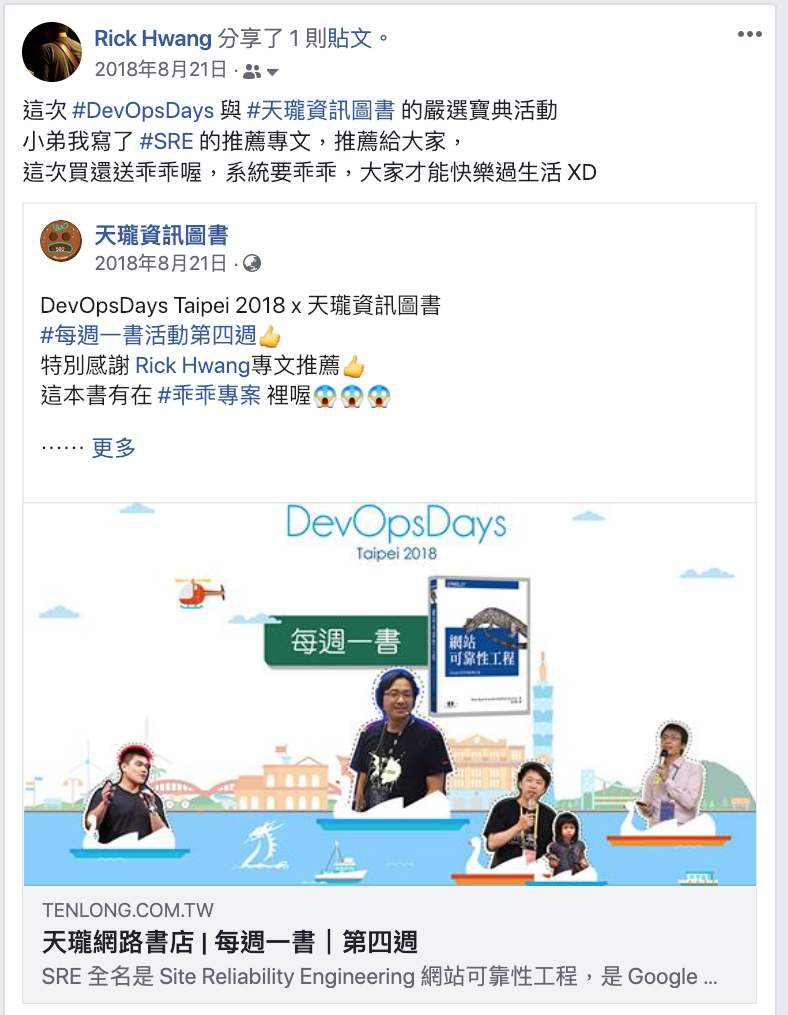 Rick Hwang 分享了 1 則貼文。
2018年8月21日 ·
這次 #DevOpsDays 與 #天瓏資訊圖書 的嚴選寶典活動
小弟我寫了 #SRE 的推薦專文，推薦給大家，
這次買還送乖乖喔，系統要乖乖，大家才能快樂過生活 XD
天瓏資訊圖書
2018年8月21日 ·
DevOpsDays Taipei 2018 x 天瓏資訊圖書
#每週一書活動第四週👍
特別感謝 Rick Hwang專文推薦👍
這本書有在 #乖乖專案 裡喔😱😱😱
…… 更多
DevOpsDays
Taipei 2018
每週一書
O'REILLY
網站
可靠性工程
TENLONG.COM.TW
天瓏網路書店 | 每週一書｜第四週
SRE 全名是 Site Reliability Engineering 網站可靠性工程，是 Google ...